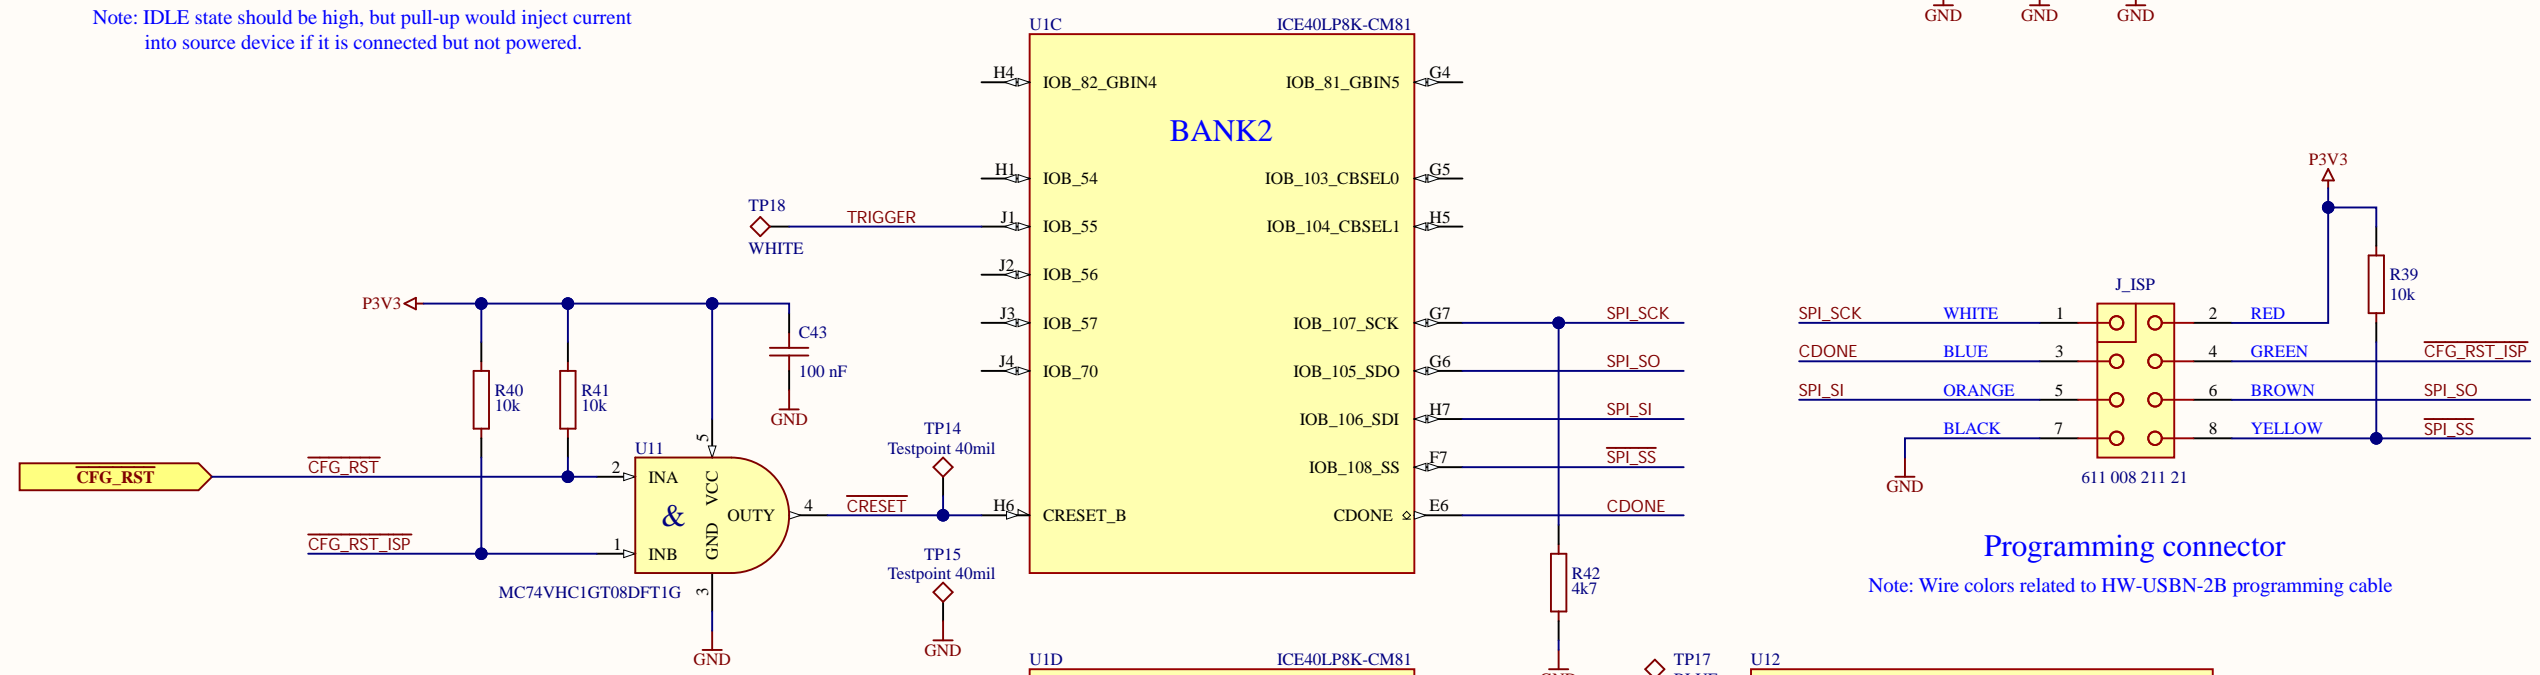 Note: IDLE state should be high, but pull-up would inject current
into source device if it is connected but not powered.
GND
GND
GND
U1C
ICE40LP8K-CM81
BANK2
H4
IOB_82_GBIN4
IOB_81_GBIN5
G4
H1
IOB_54
IOB_103_CBSEL0
G5
TP18
WHITE
TRIGGER
J1
IOB_55
IOB_104_CBSEL1
H5
J2
IOB_56
J3
IOB_57
IOB_107_SCK
G7
SPI_SCK
J4
IOB_70
IOB_105_SDO
G6
SPI_SO
IOB_106_SDI
H7
SPI_SI
IOB_108_SS
F7
SPI_SS
H6
CRESET_B
CDONE
E6
CDONE
P3V3
R40
10k
R41
10k
C43
100 nF
GND
CFG_RST
CFG_RST
CFG_RST_ISP
U11
2
INA
1
INB
&
5
VCC
GND
3
OUTY
4
CRESET
MC74VHC1GT08DFT1G
GND
TP14
Testpoint 40mil
TP15
Testpoint 40mil
GND
R42
4k7
P3V3
R39
10k
J_ISP
SPI_SCK
WHITE
1
2
RED
CDONE
BLUE
3
4
GREEN
CFG_RST_ISP
SPI_SI
ORANGE
5
6
BROWN
SPI_SO
BLACK
7
8
YELLOW
SPI_SS
GND
611 008 211 21
Programming connector
Note: Wire colors related to HW-USBN-2B programming cable
U1D
ICE40LP8K-CM81
TP17
U12